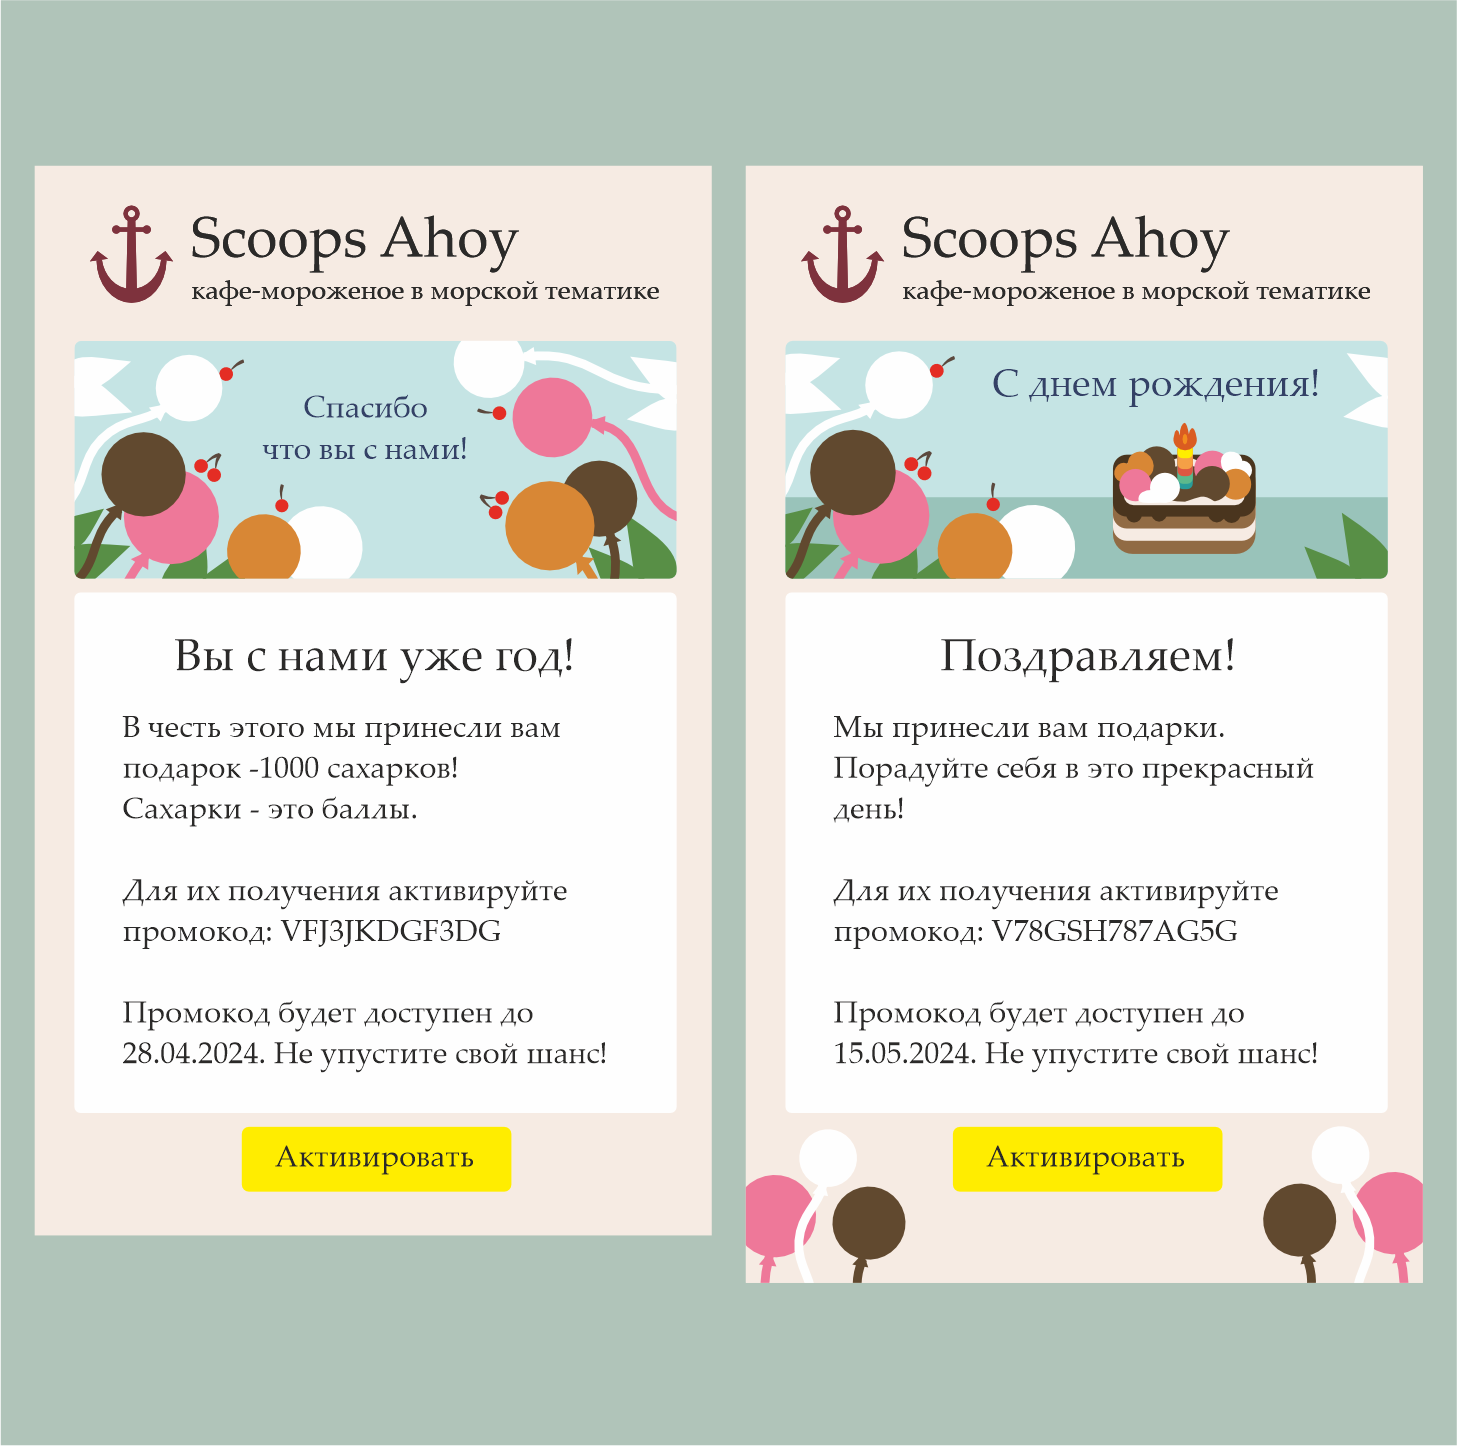 Scoops Ahoy
кафе-мороженое в морской тематике
Спасибо
что вы с нами!
Вы с нами уже год!
В честь этого мы принесли вам
подарок -1000 сахарков!
Сахарки - это баллы.
Для их получения активируйте
промокод: VFJ3JKDGF3DG
Промокод будет доступен до
28.04.2024. Не упустите свой шанс!
Активировать
Scoops Ahoy
кафе-мороженое в морской тематике
С днем рождения!
Поздравляем!
Мы принесли вам подарки.
Порадуйте себя в это прекрасный
день!
Для их получения активируйте
промокод: V78GSH787AG5G
Промокод будет доступен до
15.05.2024. Не упустите свой шанс!
Активировать